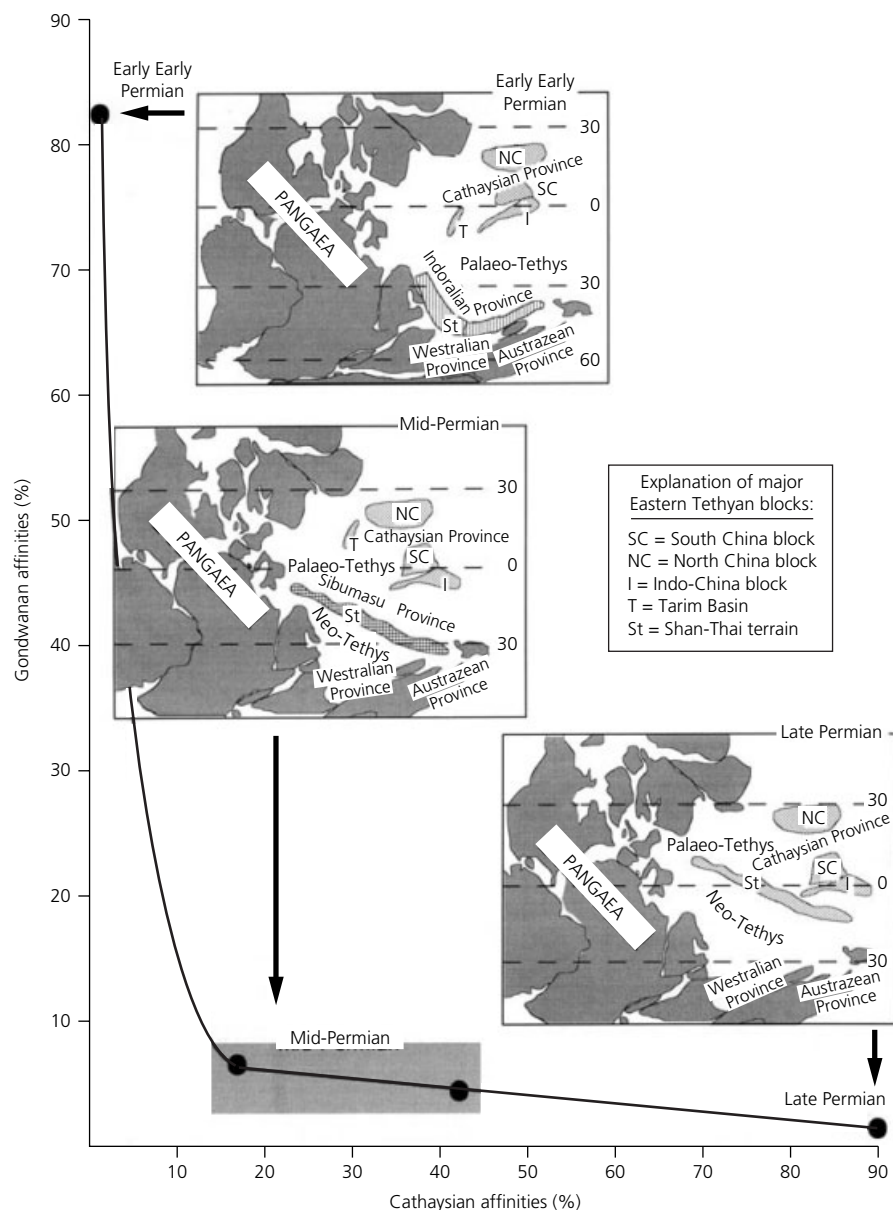 90
80
70
60
50
40
30
20
10
Gondwanan affinities (%)
Early Early
Permian
Early Early
Permian
30
NC
Cathaysian Province
SC
0
T
I
PANGAEA
Palaeo-Tethys
30
Indoralian Province
St
Westralian
Province
Austrazean
Province
60
Mid-Permian
30
NC
T
Cathaysian Province
SC
0
Palaeo-Tethys
I
PANGAEA
Sibumasu Province
St
Neo-Tethys
30
Westralian
Province
Austrazean
Province
Explanation of major
Eastern Tethyan blocks:
SC = South China block
NC = North China block
I = Indo-China block
T = Tarim Basin
St = Shan-Thai terrain
Late Permian
30
NC
Palaeo-Tethys
Cathaysian Province
SC
St
I
0
PANGAEA
Neo-Tethys
30
Westralian
Province
Austrazean
Province
Mid-Permian
Late Permian
10
20
30
40
50
60
70
80
90
Cathaysian affinities (%)